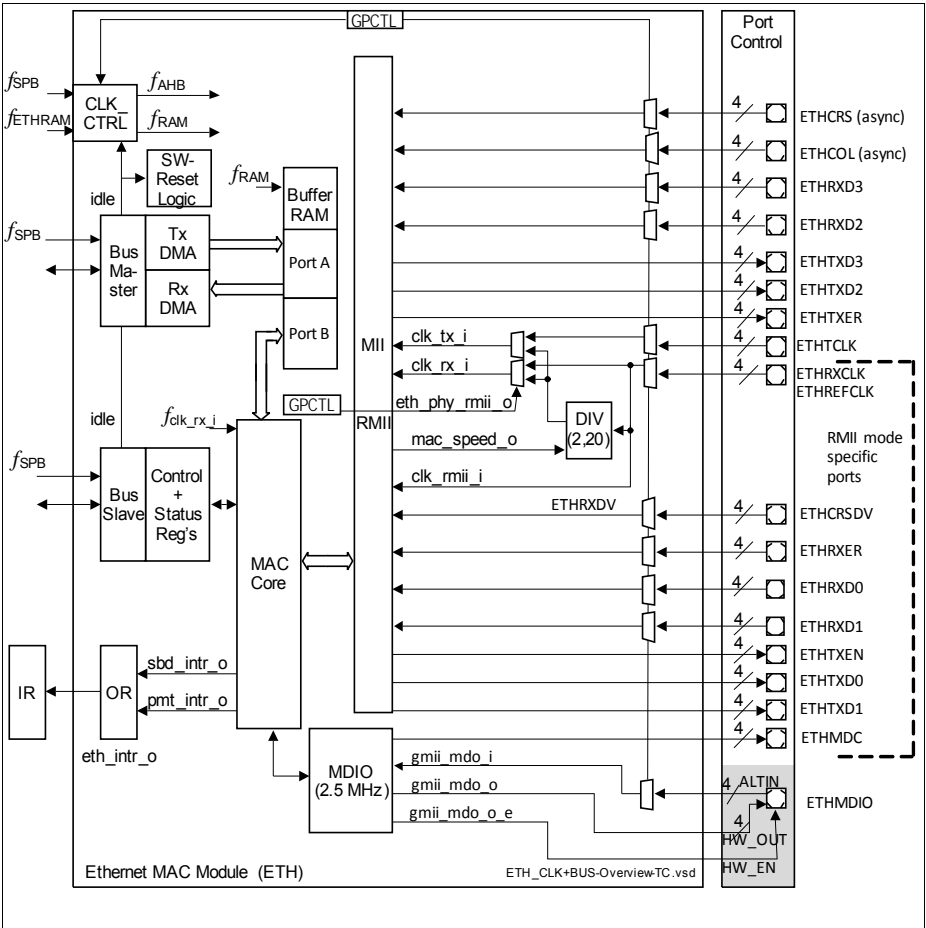 GPCTL
Port
Control
fSPB
fETHRAM
CLK_
CTRL
fAHB
fRAM
SW-
Reset
Logic
idle
fSPB
Bus
Ma-
ster
Tx
DMA
Rx
DMA
fRAM
Buffer
RAM
Port A
Port B
MII
RMII
4
ETHCRS (async)
4
ETHCOL (async)
4
ETHRXD3
4
ETHRXD2
4
ETHTXD3
4
ETHTXD2
ETHTXER
4
ETHTCLK
4
ETHRXCLK
ETHREFCLK
clk_tx_i
clk_rx_i
GPCTL
eth_phy_rmii_o
DIV
(2,20)
mac_speed_o
clk_rmii_i
RMII mode
specific
ports
idle
fclk_rx_i
fSPB
Bus
Slave
Control
+
Status
Reg's
MAC
Core
ETHRXDV
4
ETHCRSDV
4
ETHRXER
4
ETHRXD0
4
ETHRXD1
4
ETHTXEN
4
ETHTXD0
4
ETHTXD1
4
ETHMDC
IR
OR
sbd_intr_o
pmt_intr_o
eth_intr_o
MDIO
(2.5 MHz)
gmii_mdo_i
gmii_mdo_o
gmii_mdo_o_e
4
ALTIN
ETHMDIO
4
HW_OUT
HW_EN
Ethernet MAC Module (ETH)
ETH_CLK+BUS-Overview-TC.vsd